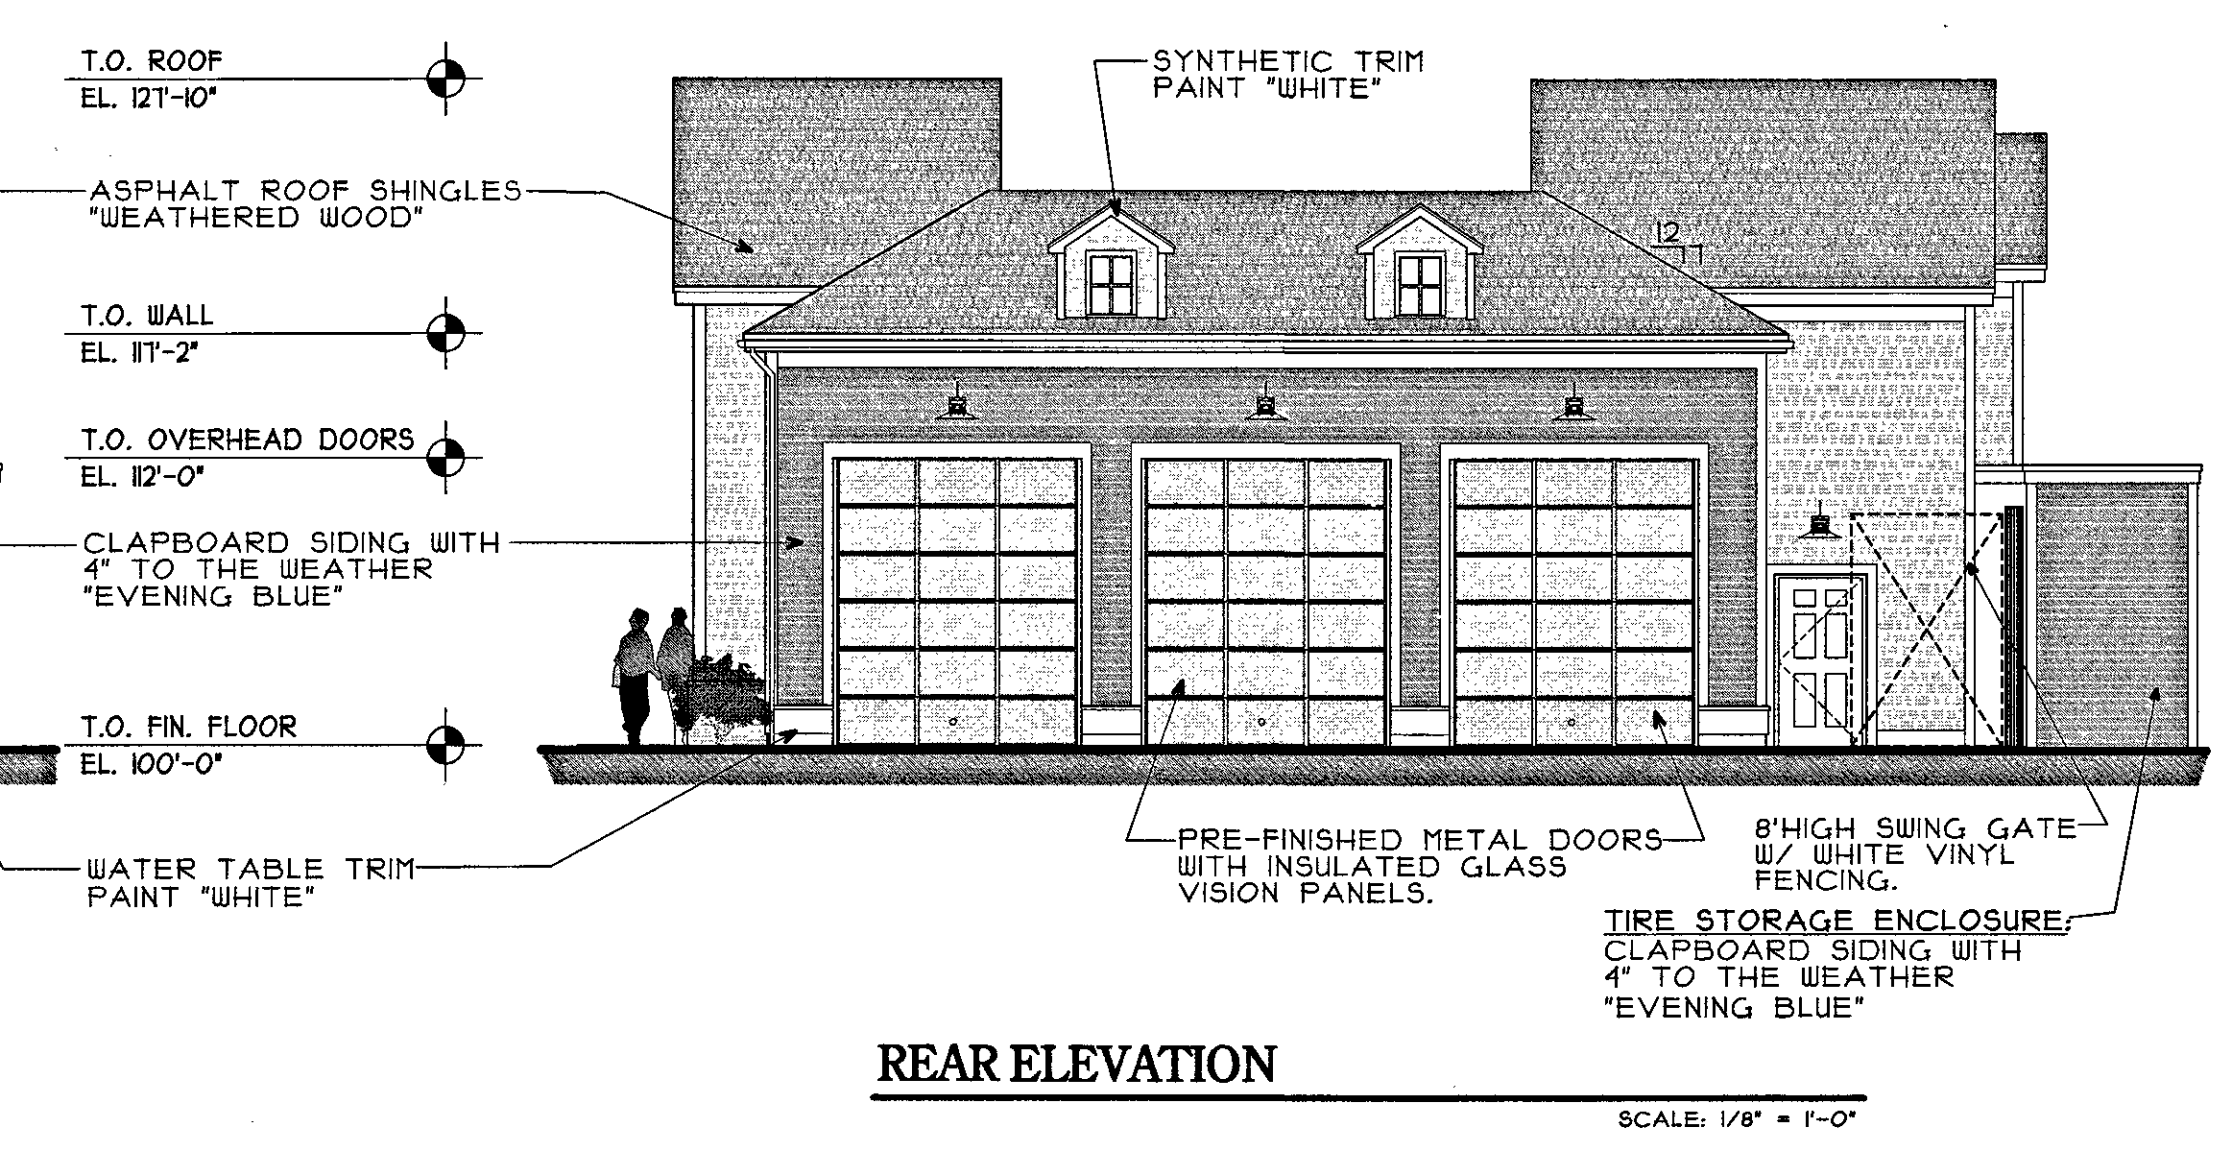 T.O. ROOF
EL. 127'-10"
SYNTHETIC TRIM
PAINT "WHITE"
ASPHALT ROOF SHINGLES
"WEATHERED WOOD"
12
7
T.O. WALL
EL. 117'-2"
T.O. OVERHEAD DOORS
EL. 112'-0"
CLAPBOARD SIDING WITH
4" TO THE WEATHER
"EVENING BLUE"
T.O. FIN. FLOOR
EL. 100'-0"
WATER TABLE TRIM
PAINT "WHITE"
PRE-FINISHED METAL DOORS
WITH INSULATED GLASS
VISION PANELS.
8'HIGH SWING GATE
W/ WHITE VINYL
FENCING.
TIRE STORAGE ENCLOSURE:
CLAPBOARD SIDING WITH
4" TO THE WEATHER
"EVENING BLUE"
REAR ELEVATION
SCALE: 1/8" = 1'-0"